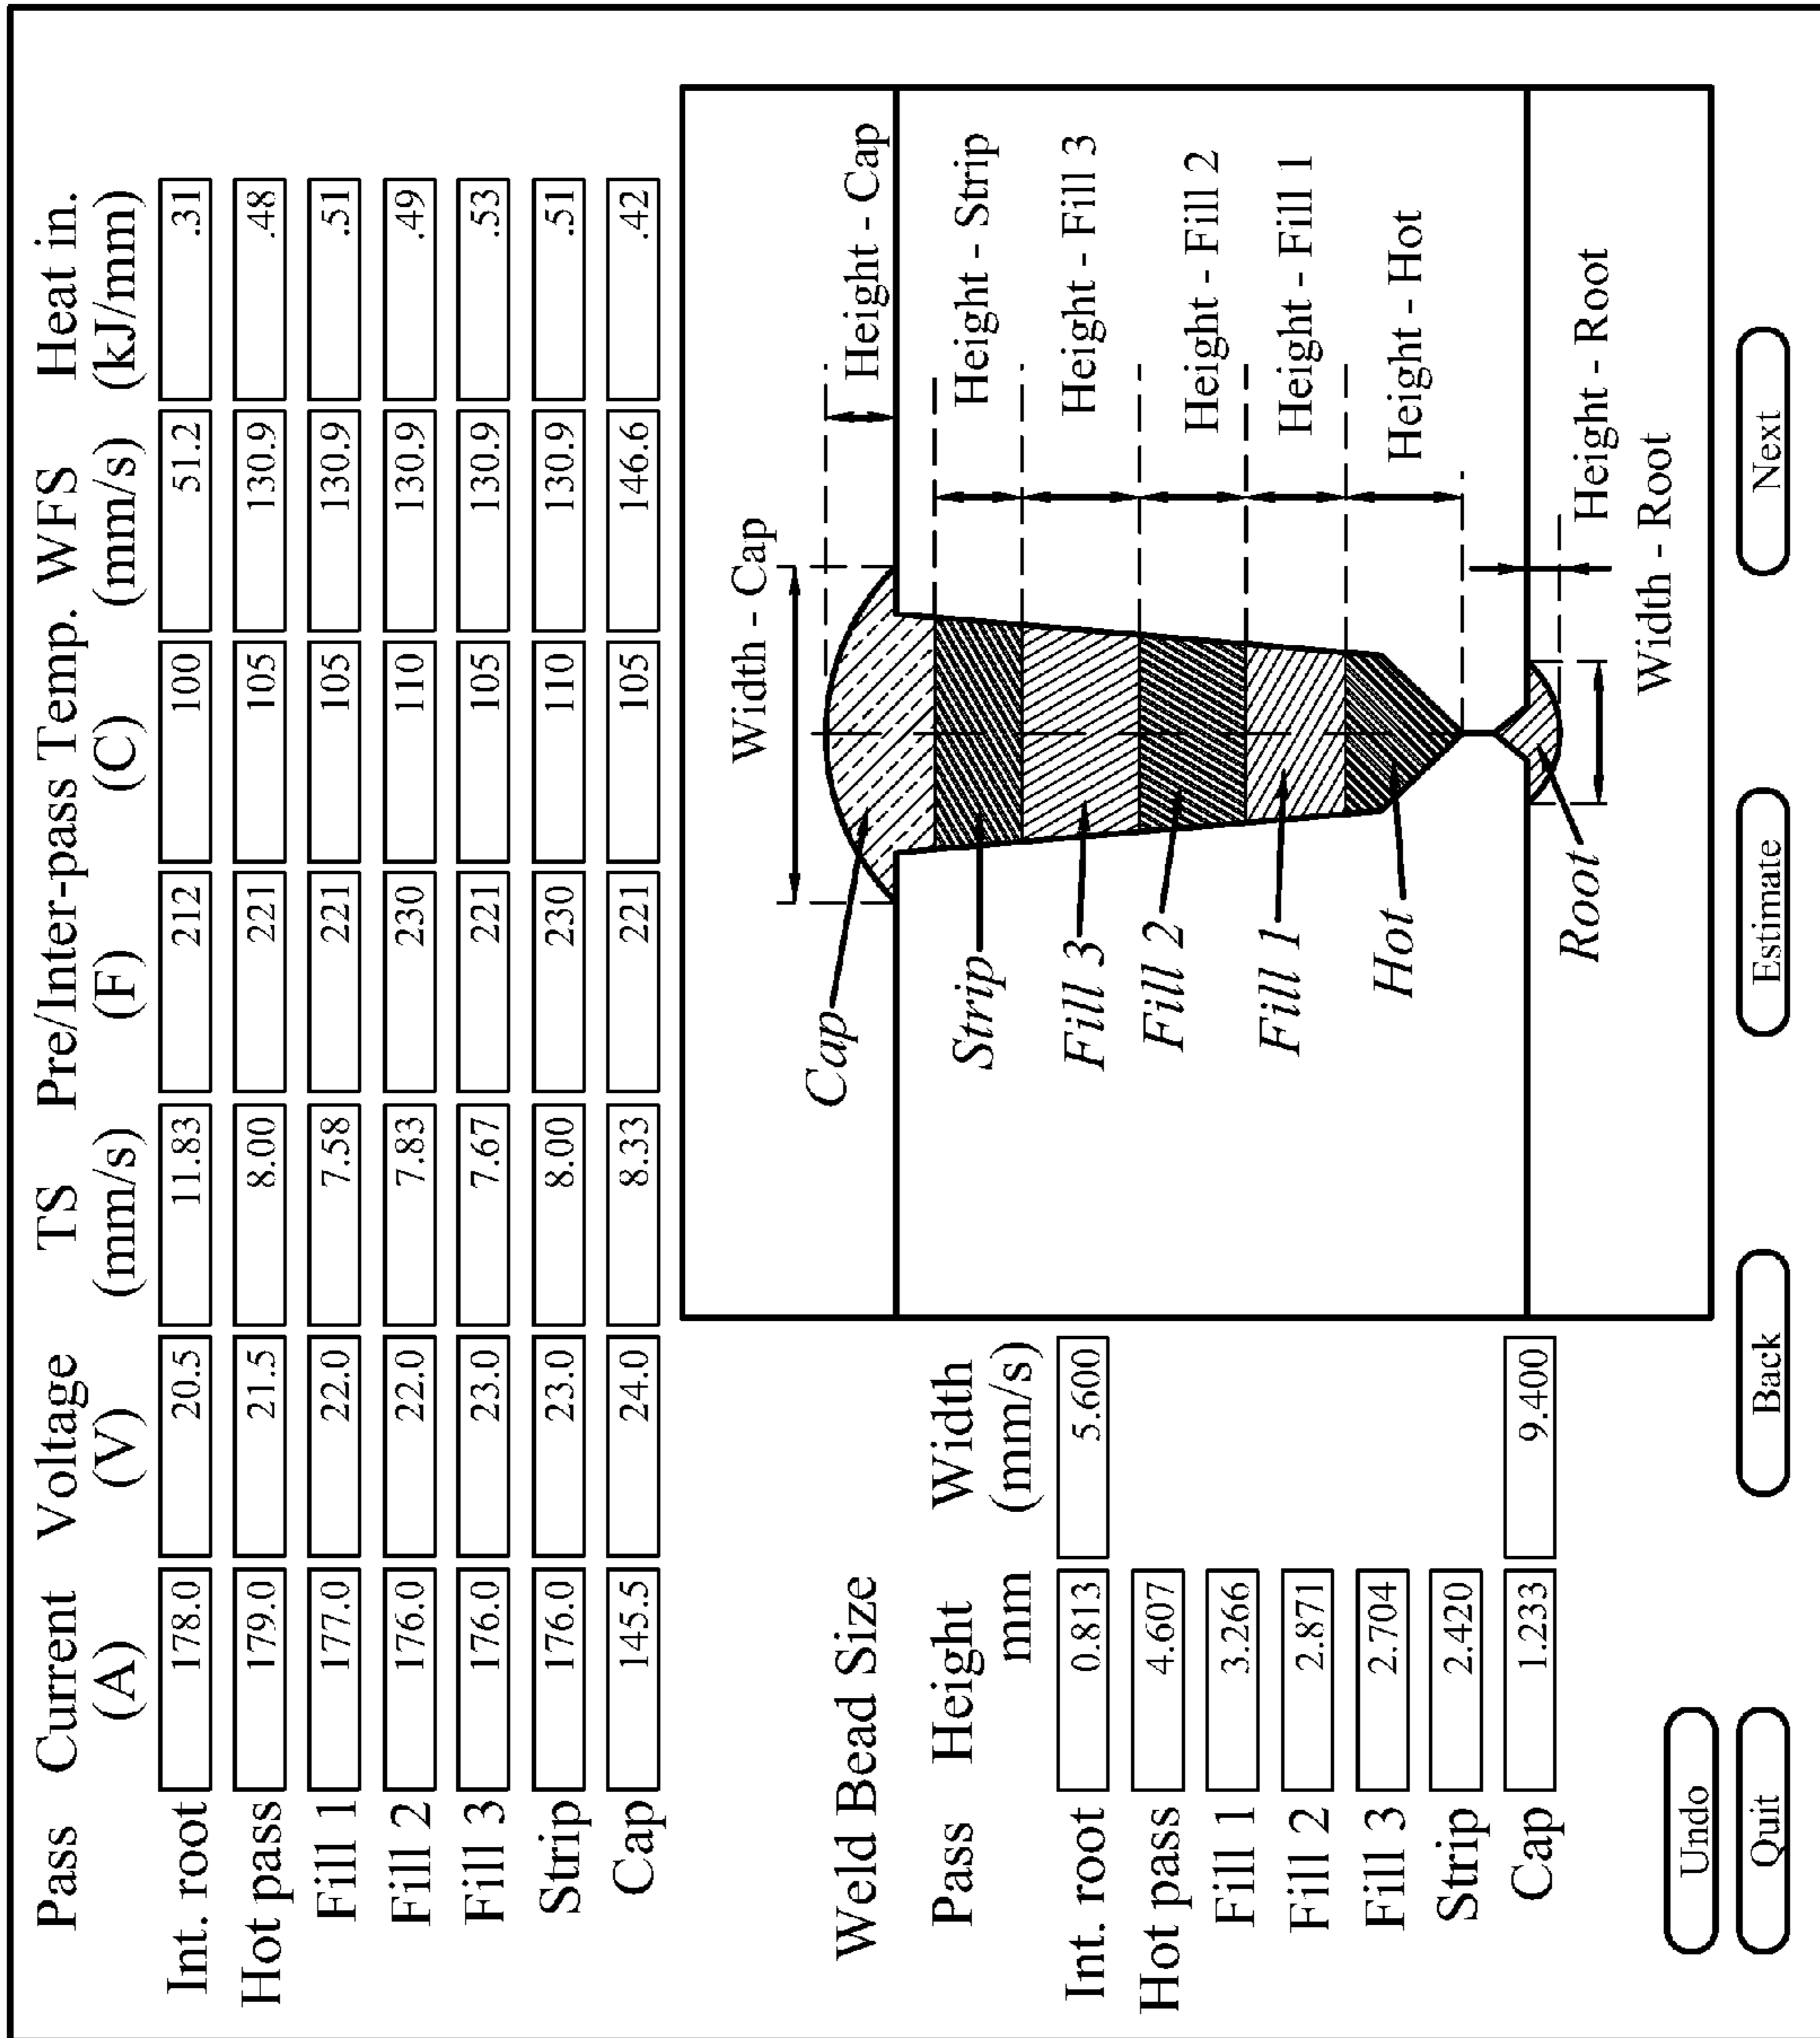 Pass Current Voltage TS Pre/Inter-pass Temp. WFS Heat in.
(A) (V) (mm/s) (F) (C) (mm/s) (kJ/mm)
Int. root 178.0 20.5 11.83 212 100 51.2 .31
Hot pass 179.0 21.5 8.00 221 105 130.9 .48
Fill 1 177.0 22.0 7.58 221 105 130.9 .51
Fill 2 176.0 22.0 7.83 230 110 130.9 .49
Fill 3 176.0 23.0 7.67 221 105 130.9 .53
Strip 176.0 23.0 8.00 230 110 130.9 .51
Cap 145.5 24.0 8.33 221 105 146.6 .42
Weld Bead Size
Pass Height Width
mm (mm/s)
Int. root 0.813 5.600
Hot pass 4.607
Fill 1 3.266
Fill 2 2.871
Fill 3 2.704
Strip 2.420
Cap 1.233 9.400
Width - Cap
Cap Height - Cap
Strip Height - Strip
Fill 3 Height - Fill 3
Fill 2 Height - Fill 2
Fill 1 Height - Fill 1
Hot Height - Hot
Root Height - Root
Width - Root
Undo
Quit Back Estimate Next